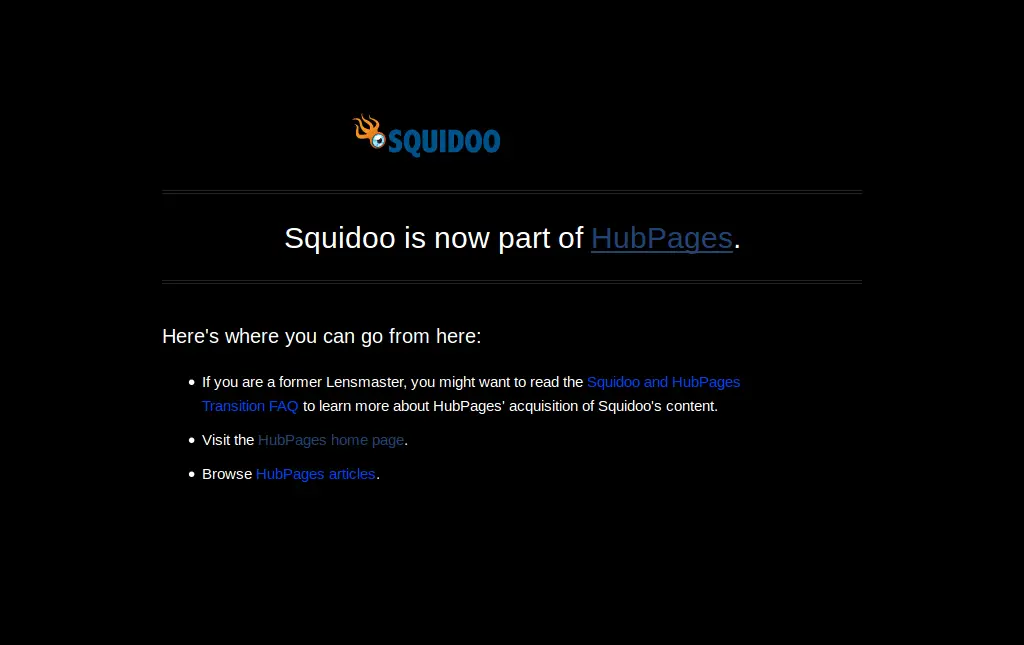 SQUIDOO
Squidoo is now part of HubPages.
Here's where you can go from here:
If you are a former Lensmaster, you might want to read the Squidoo and HubPages
Transition FAQ to learn more about HubPages' acquisition of Squidoo's content.
Visit the HubPages home page.
Browse HubPages articles.